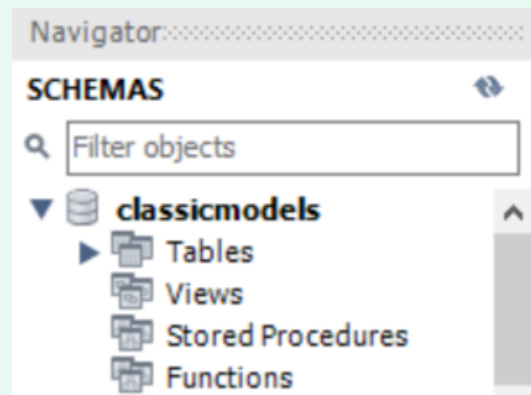 Navigator
SCHEMAS
Filter objects
classicmodels
Tables
Views
Stored Procedures
Functions